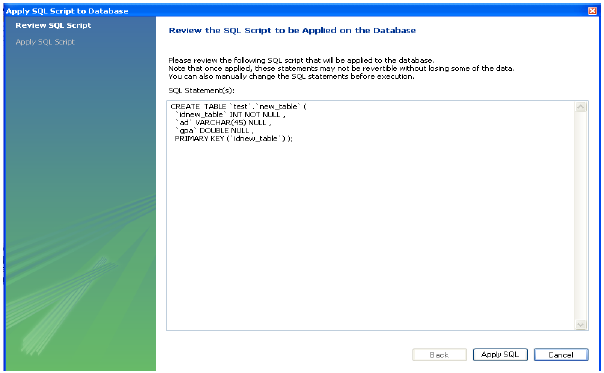 Apply SQL Script to Database
Review SQL Script
Apply SQL Script
Review the SQL Script to be Applied on the Database
Please review the following SQL script that will be applied to the database.
Note that once applied, these statements may not be revertible without losing some of the data.
You can also manually change the SQL statements before execution.
SQL Statement(s):
CREATE TABLE `test`.`new_table` (
`idnew_table` INT NOT NULL ,
`ad` VARCHAR(45) NULL ,
`gpa` DOUBLE NULL ,
PRIMARY KEY (`idnew_table`) );
Back
Apply SQL
Cancel